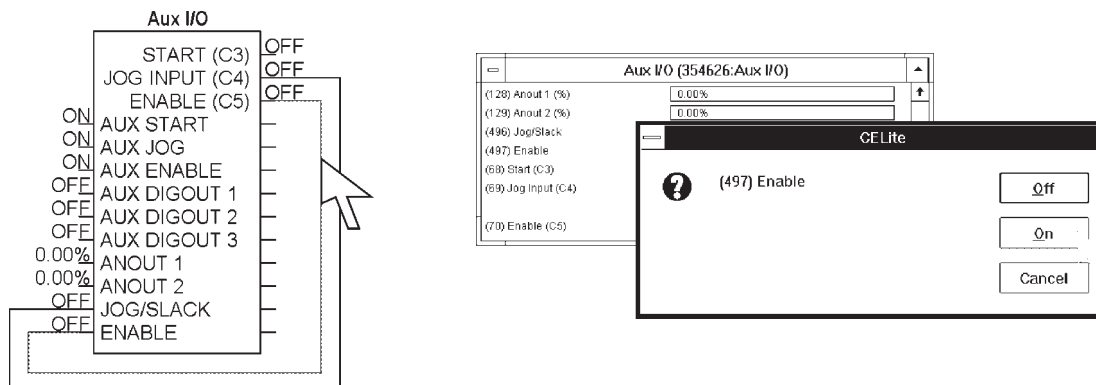 Aux I/O
START (C3) OFF
JOG INPUT (C4) OFF
ENABLE (C5) OFF
ON AUX START
ON AUX JOG
ON AUX ENABLE
OFF AUX DIGOUT 1
OFF AUX DIGOUT 2
OFF AUX DIGOUT 3
0.00% ANOUT 1
0.00% ANOUT 2
OFF JOG/SLACK
OFF ENABLE
Aux I/O (354626:Aux I/O)
(128) Anout 1 (%) 0.00%
(129) Anout 2 (%) 0.00%
(496) Jog/Slack
(497) Enable
(68) Start (C3)
(69) Jog Input (C4)
(70) Enable (C5)
CELite
? (497) Enable
Off
On
Cancel